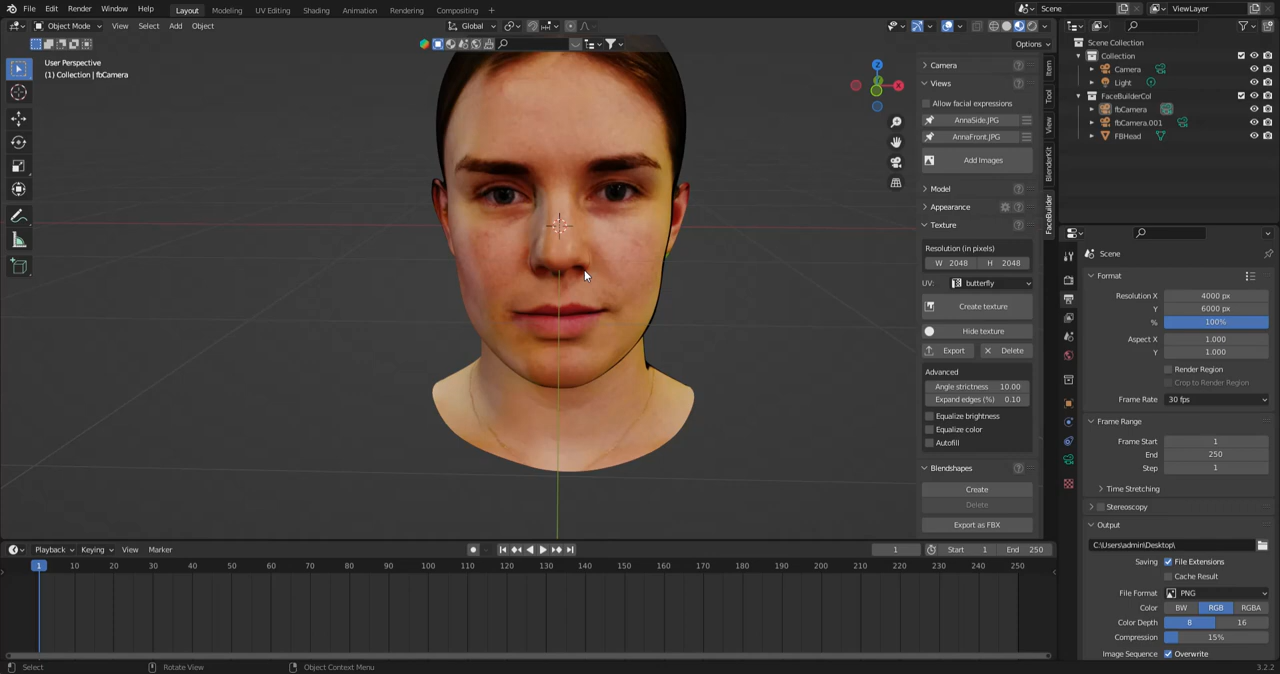 File Edit Render Window Help Layout Modeling UV Editing Shading Animation Rendering Compositing Scene ViewLayer
Object Mode View Select Add Object Global
Options
User Perspective
(1) Collection | fbCamera
Z
X
Camera
Views
Allow facial expressions
AnnaSide.JPG
AnnaFront.JPG
Add Images
Model
Appearance
Texture
Resolution (in pixels)
W 2048 H 2048
UV: butterfly
Create texture
Hide texture
Export Delete
Advanced
Angle strictness 10.00
Expand edges (%) 0.10
Equalize brightness
Equalize color
Autofill
Blendshapes
Create
Delete
Export as FBX
Item
Tool
View
BlenderKit
FaceBuilder
Scene Collection
Collection
Camera
Light
FaceBuilderCol
fbCamera
fbCamera.001
FBHead
Scene
Format
Resolution X 4000 px
Y 6000 px
% 100%
Aspect X 1.000
Y 1.000
Render Region
Crop to Render Region
Frame Rate 30 fps
Frame Range
Frame Start 1
End 250
Step 1
Time Stretching
Stereoscopy
Output
C:\Users\admin\Desktop\
Saving File Extensions
Cache Result
File Format PNG
Color BW RGB RGBA
Color Depth 8 16
Compression 15%
Image Sequence Overwrite
Playback Keying View Marker 1 Start 1 End 250
1 10 20 30 40 50 60 70 80 90 100 110 120 130 140 150 160 170 180 190 200 210 220 230 240 250
Select Rotate View Object Context Menu 3.2.2